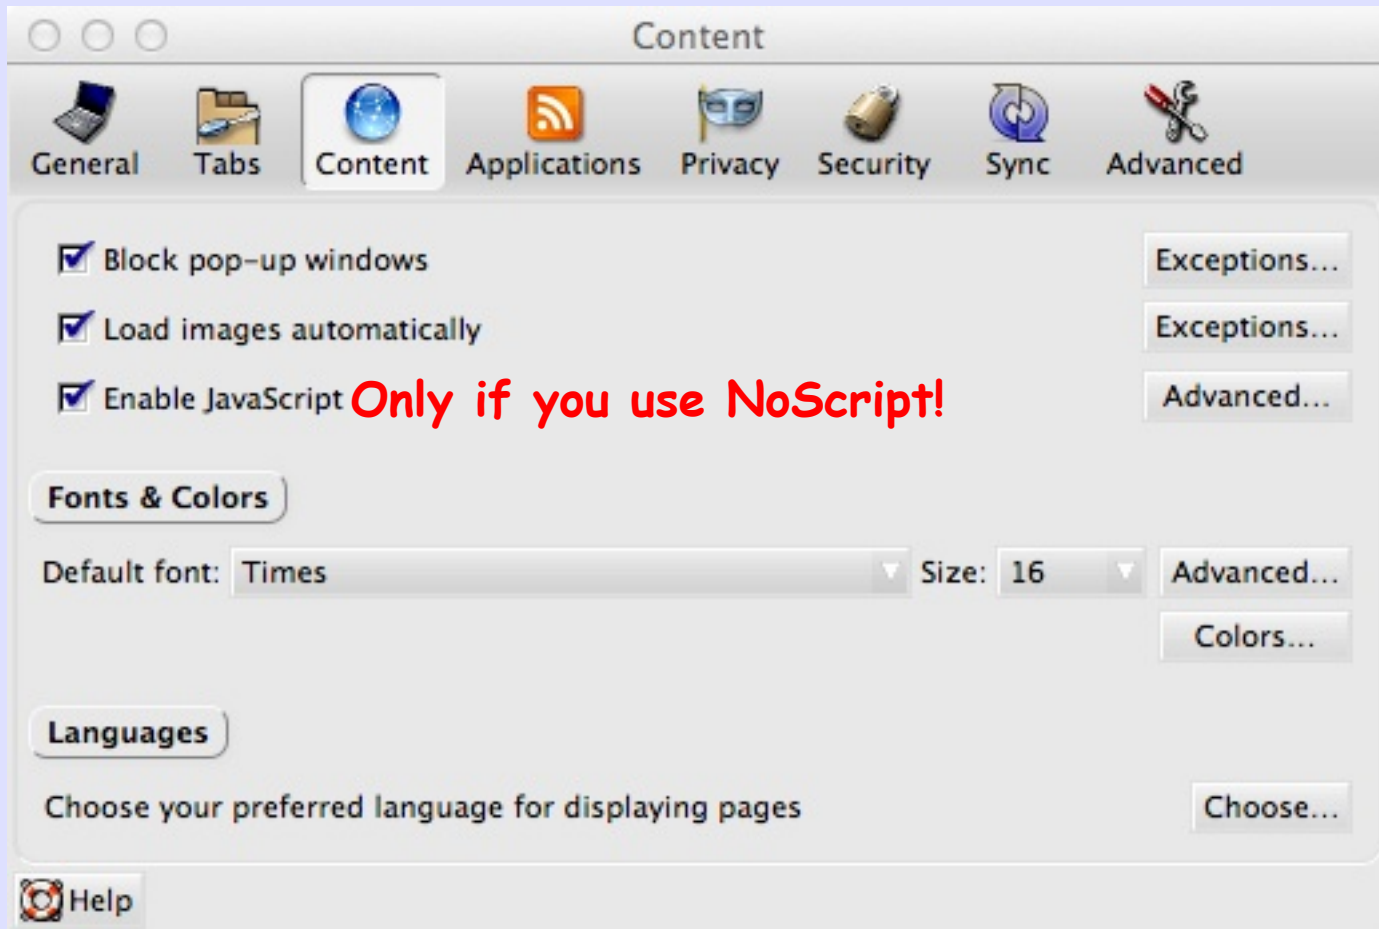 Content
General Tabs Content Applications Privacy Security Sync Advanced
Block pop-up windows Exceptions...
Load images automatically Exceptions...
Enable JavaScript Only if you use NoScript! Advanced...
Fonts & Colors
Default font: Times Size: 16 Advanced...
Colors...
Languages
Choose your preferred language for displaying pages Choose...
Help